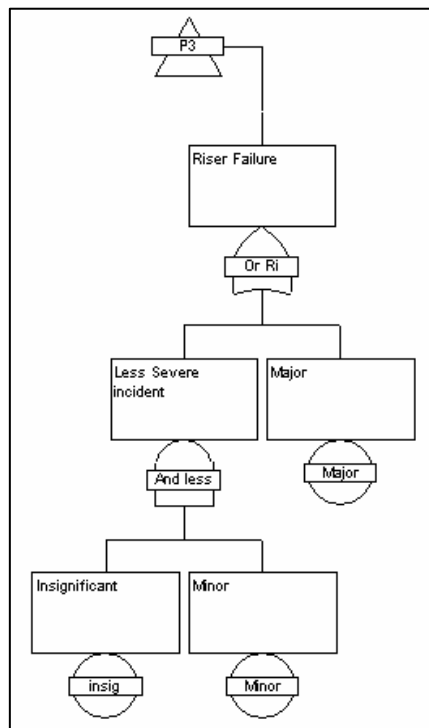 P3
Riser Failure
Or Ri
Less Severe
incident
Major
And less
Major
Insignificant
Minor
insig
Minor